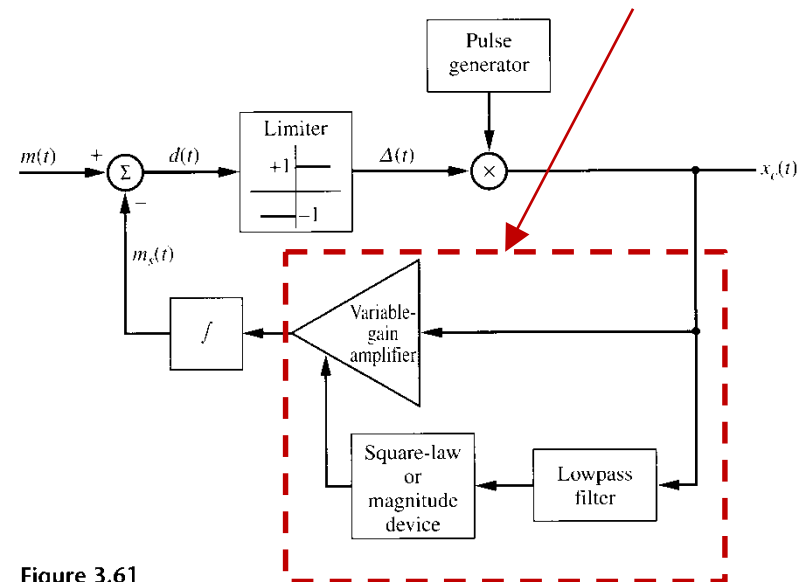 Pulse
generator
Limiter
m(t)
+
Σ
d(t)
+1
−1
Δ(t)
×
x_c(t)
−
m_s(t)
∫
Variable-
gain
amplifier
Square-law
or
magnitude
device
Lowpass
filter
Figure 3.61